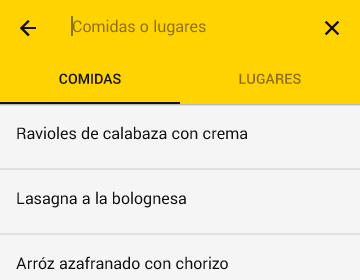 Comidas o lugares
COMIDAS LUGARES
Ravioles de calabaza con crema
Lasagna a la bolognesa
Arróz azafranado con chorizo